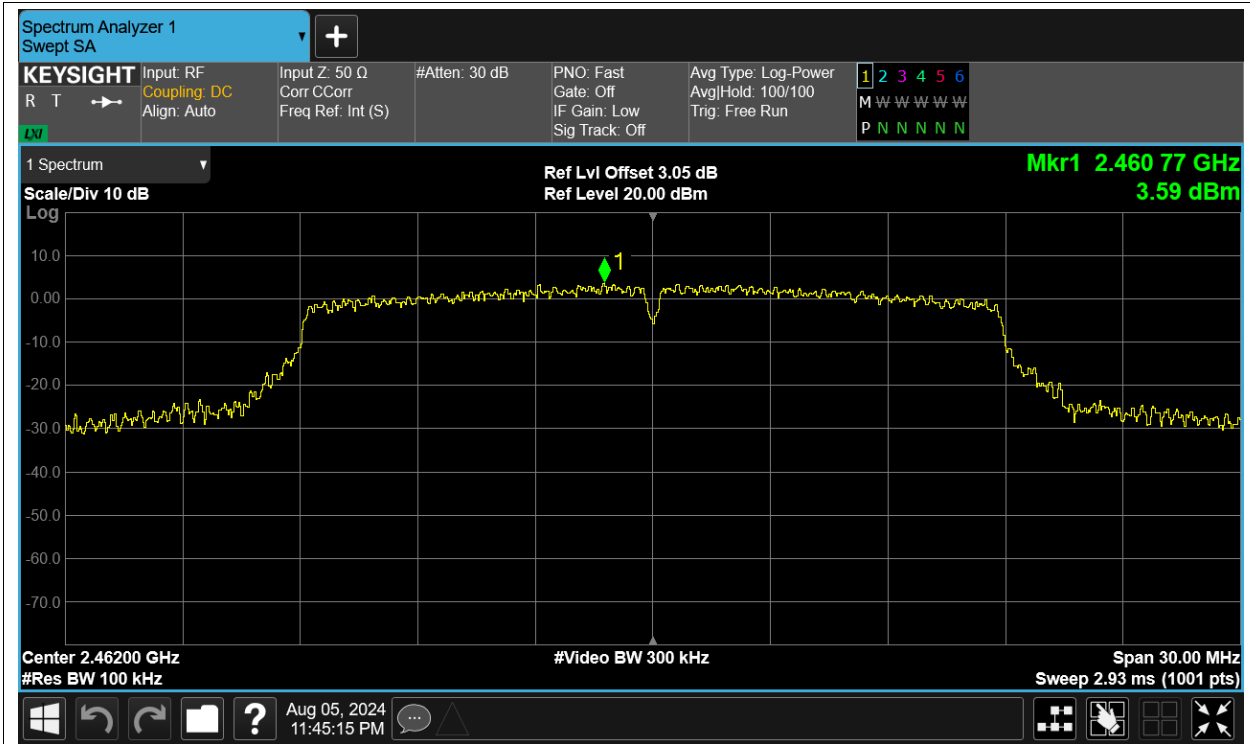 Spectrum Analyzer 1
Swept SA
KEYSIGHT
R T
LXI
Input: RF
Coupling: DC
Align: Auto
Input Z: 50 Ω
Corr CCorr
Freq Ref: Int (S)
#Atten: 30 dB
PNO: Fast
Gate: Off
IF Gain: Low
Sig Track: Off
Avg Type: Log-Power
Avg|Hold: 100/100
Trig: Free Run
1 2 3 4 5 6
M W W W W W
P N N N N N
1 Spectrum
Scale/Div 10 dB
Log
Ref Lvl Offset 3.05 dB
Ref Level 20.00 dBm
Mkr1 2.460 77 GHz
3.59 dBm
1
10.0
0.00
-10.0
-20.0
-30.0
-40.0
-50.0
-60.0
-70.0
Center 2.46200 GHz
#Res BW 100 kHz
#Video BW 300 kHz
Span 30.00 MHz
Sweep 2.93 ms (1001 pts)
?
Aug 05, 2024
11:45:15 PM